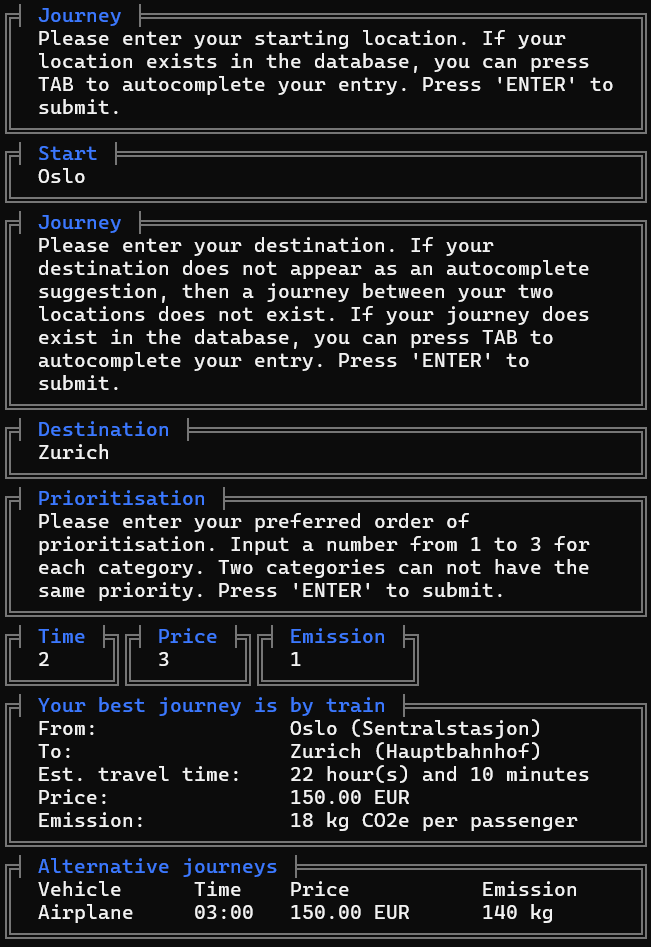 Journey
Please enter your starting location. If your
location exists in the database, you can press
TAB to autocomplete your entry. Press 'ENTER' to
submit.
Start
Oslo
Journey
Please enter your destination. If your
destination does not appear as an autocomplete
suggestion, then a journey between your two
locations does not exist. If your journey does
exist in the database, you can press TAB to
autocomplete your entry. Press 'ENTER' to
submit.
Destination
Zurich
Prioritisation
Please enter your preferred order of
prioritisation. Input a number from 1 to 3 for
each category. Two categories can not have the
same priority. Press 'ENTER' to submit.
Time Price Emission
2 3 1
Your best journey is by train
From: Oslo (Sentralstasjon)
To: Zurich (Hauptbahnhof)
Est. travel time: 22 hour(s) and 10 minutes
Price: 150.00 EUR
Emission: 18 kg CO2e per passenger
Alternative journeys
Vehicle Time Price Emission
Airplane 03:00 150.00 EUR 140 kg